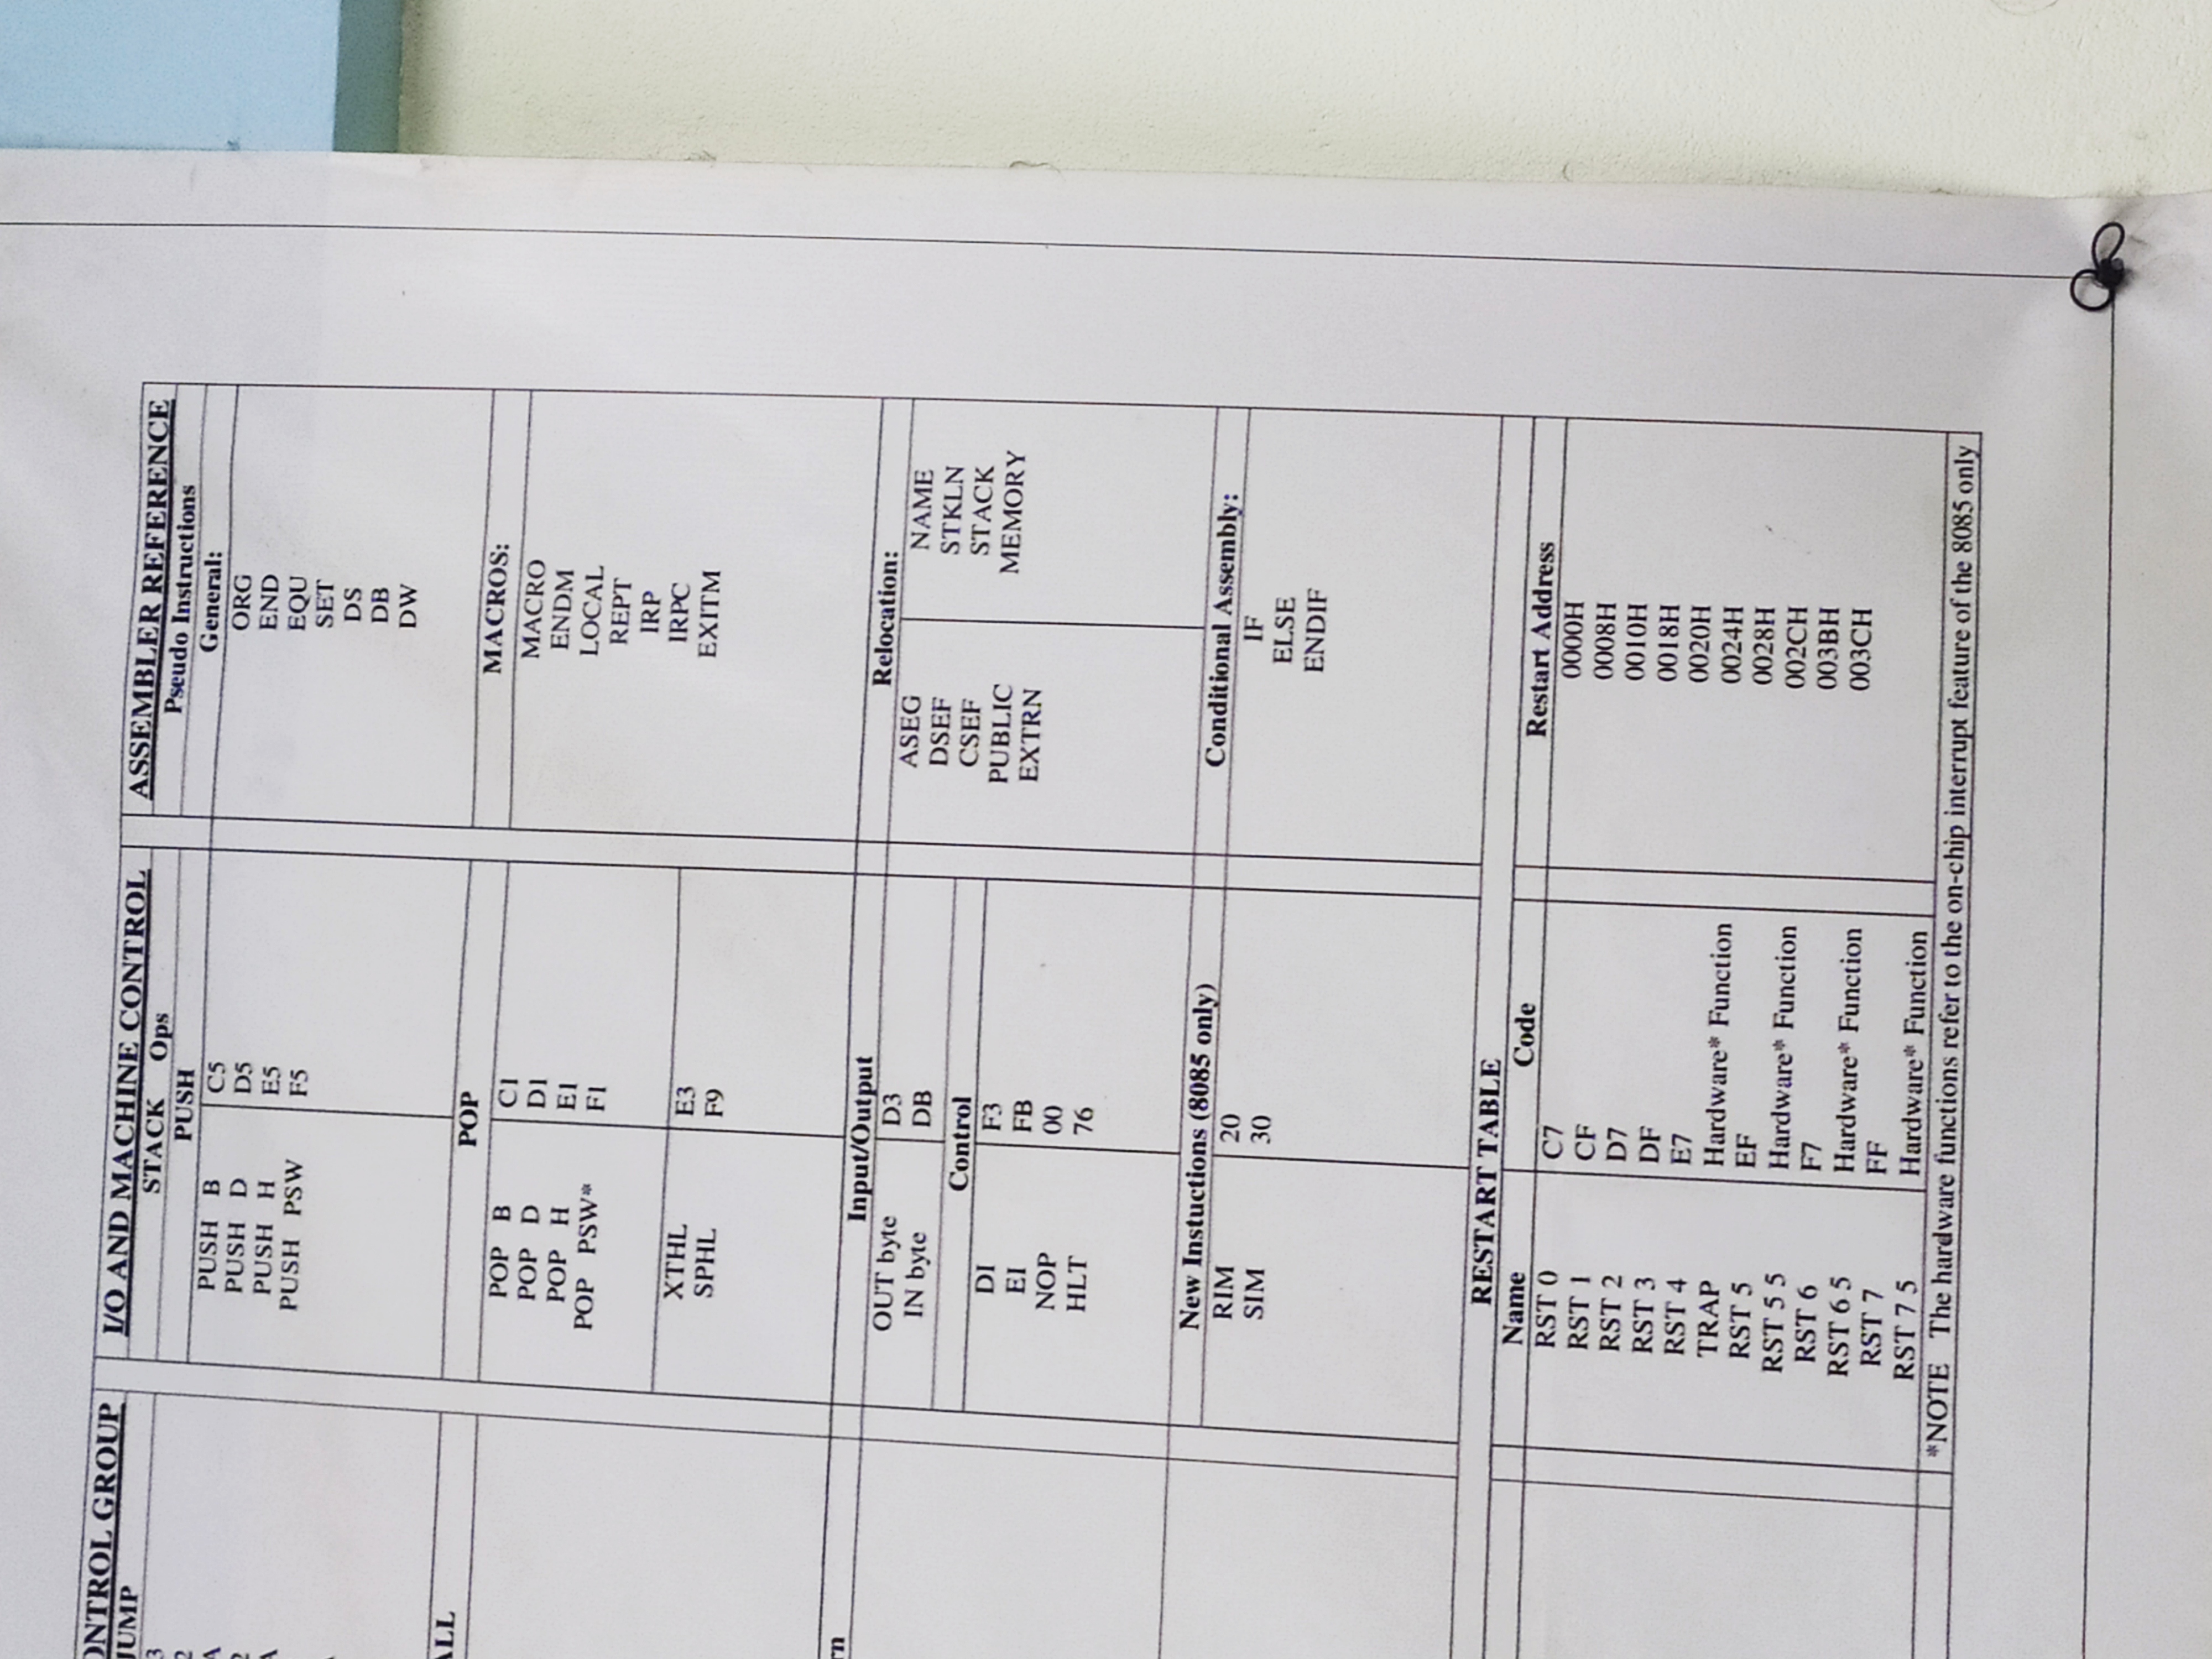 ONTROL GROUP
JUMP
3
2
A
2
A
ALL
rn
I/O AND MACHINE CONTROL
STACK Ops
PUSH
PUSH B C5
PUSH D D5
PUSH H E5
PUSH PSW F5
POP
POP B C1
POP D D1
POP H E1
POP PSW* F1
XTHL E3
SPHL F9
Input/Output
OUT byte D3
IN byte DB
Control
DI F3
EI FB
NOP 00
HLT 76
New Instuctions (8085 only)
RIM 20
SIM 30
ASSEMBLER REFERENCE
Pseudo Instructions
General:
ORG
END
EQU
SET
DS
DB
DW
MACROS:
MACRO
ENDM
LOCAL
REPT
IRP
IRPC
EXITM
Relocation:
ASEG NAME
DSEF STKLN
CSEF STACK
PUBLIC MEMORY
EXTRN
Conditional Assembly:
IF
ELSE
ENDIF
RESTART TABLE
Name Code Restart Address
RST 0 C7 0000H
RST 1 CF 0008H
RST 2 D7 0010H
RST 3 DF 0018H
RST 4 E7 0020H
TRAP Hardware* Function 0024H
RST 5 EF 0028H
RST 5 5 Hardware* Function 002CH
RST 6 F7 003BH
RST 6 5 Hardware* Function 003CH
RST 7 FF
RST 7 5 Hardware* Function
*NOTE The hardware functions refer to the on-chip interrupt feature of the 8085 only